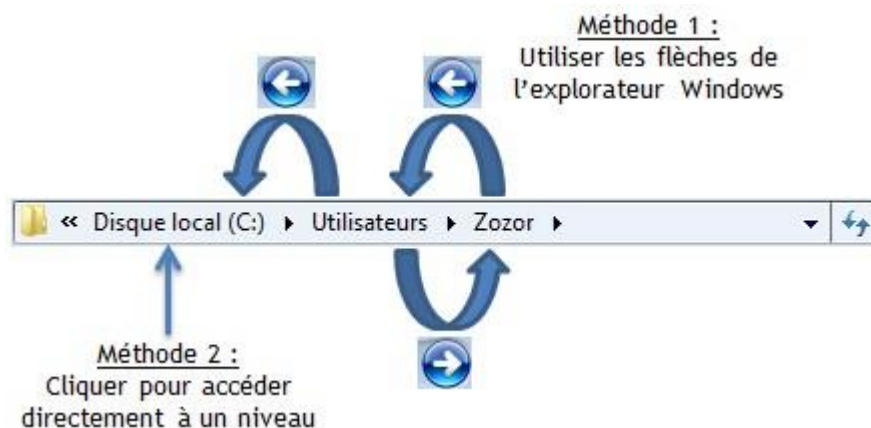 Méthode 1 :
Utiliser les flèches de
l'explorateur Windows
« Disque local (C:) ▸ Utilisateurs ▸ Zozor ▸
Méthode 2 :
Cliquer pour accéder
directement à un niveau